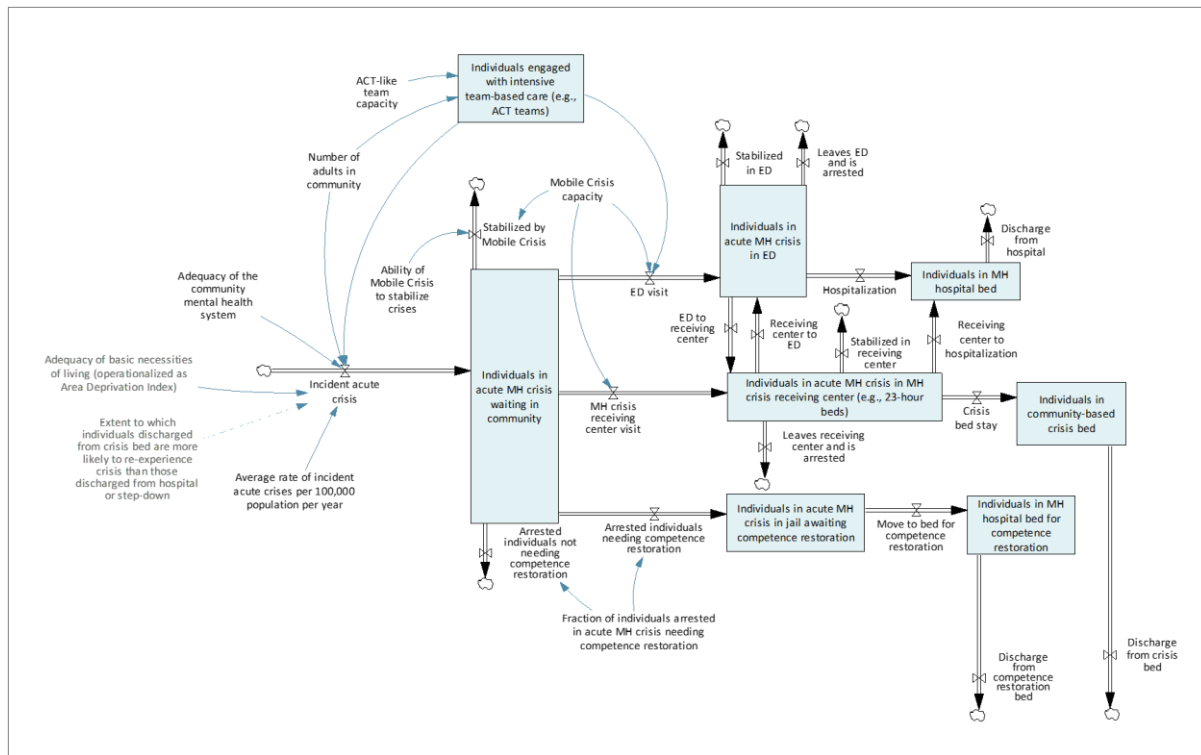 ACT-like
team
capacity
Individuals engaged
with intensive
team-based care (e.g.,
ACT teams)
Number of
adults in
community
Mobile Crisis
capacity
Stabilized by
Mobile Crisis
Ability of
Mobile Crisis
to stabilize
crises
Adequacy of the
community
mental health
system
Adequacy of basic necessities
of living (operationalized as
Area Deprivation Index)
Incident acute
crisis
Extent to which
individuals discharged
from crisis bed are more
likely to re-experience
crisis than those
discharged from hospital
or step-down
Average rate of incident
acute crises per 100,000
population per year
Individuals in
acute MH crisis
waiting in
community
ED visit
MH crisis
receiving
center visit
Arrested
individuals not
needing
competence
restoration
Arrested individuals
needing competence
restoration
Fraction of individuals arrested
in acute MH crisis needing
competence restoration
Stabilized
in ED
Leaves ED
and is
arrested
Individuals in
acute MH crisis
in ED
Hospitalization
Discharge
from
hospital
Individuals in MH
hospital bed
ED to
receiving
center
Receiving
center to
ED
Stabilized in
receiving
center
Receiving
center to
hospitalization
Individuals in acute MH crisis in MH
crisis receiving center (e.g., 23-hour
beds)
Crisis
bed stay
Individuals in
community-based
crisis bed
Leaves receiving
center and is
arrested
Individuals in acute MH
crisis in jail awaiting
competence restoration
Move to bed for
competence
restoration
Individuals in MH
hospital bed for
competence
restoration
Discharge
from
competence
restoration
bed
Discharge
from crisis
bed